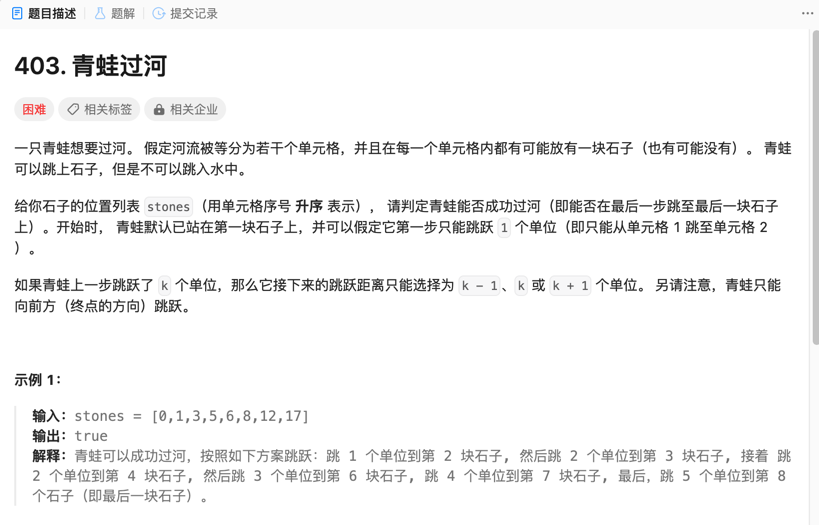 题目描述 题解 提交记录
403. 青蛙过河
困难 相关标签 相关企业
一只青蛙想要过河。 假定河流被等分为若干个单元格，并且在每一个单元格内都有可能放有一块石子（也有可能没有）。 青蛙
可以跳上石子，但是不可以跳入水中。
给你石子的位置列表 stones（用单元格序号 升序 表示）， 请判定青蛙能否成功过河（即能否在最后一步跳至最后一块石子
上）。开始时， 青蛙默认已站在第一块石子上，并可以假定它第一步只能跳跃 1 个单位（即只能从单元格 1 跳至单元格 2
）。
如果青蛙上一步跳跃了 k 个单位，那么它接下来的跳跃距离只能选择为 k - 1、k 或 k + 1 个单位。 另请注意，青蛙只能
向前方（终点的方向）跳跃。
示例 1：
输入：stones = [0,1,3,5,6,8,12,17]
输出：true
解释：青蛙可以成功过河，按照如下方案跳跃：跳 1 个单位到第 2 块石子, 然后跳 2 个单位到第 3 块石子, 接着 跳
2 个单位到第 4 块石子, 然后跳 3 个单位到第 6 块石子, 跳 4 个单位到第 7 块石子, 最后，跳 5 个单位到第 8
个石子（即最后一块石子）。